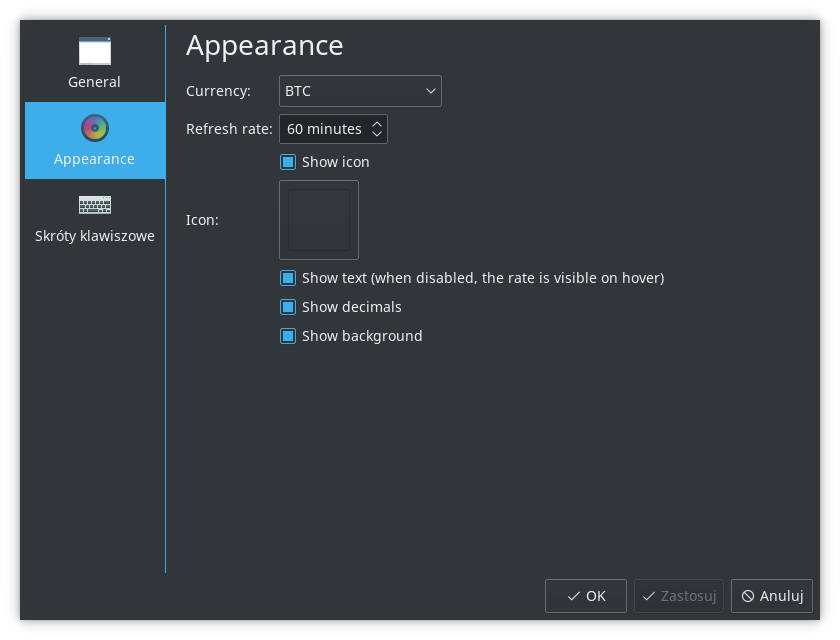 General
Appearance
Skróty klawiszowe
Appearance
Currency: BTC
Refresh rate: 60 minutes
Show icon
Icon:
Show text (when disabled, the rate is visible on hover)
Show decimals
Show background
OK Zastosuj Anuluj